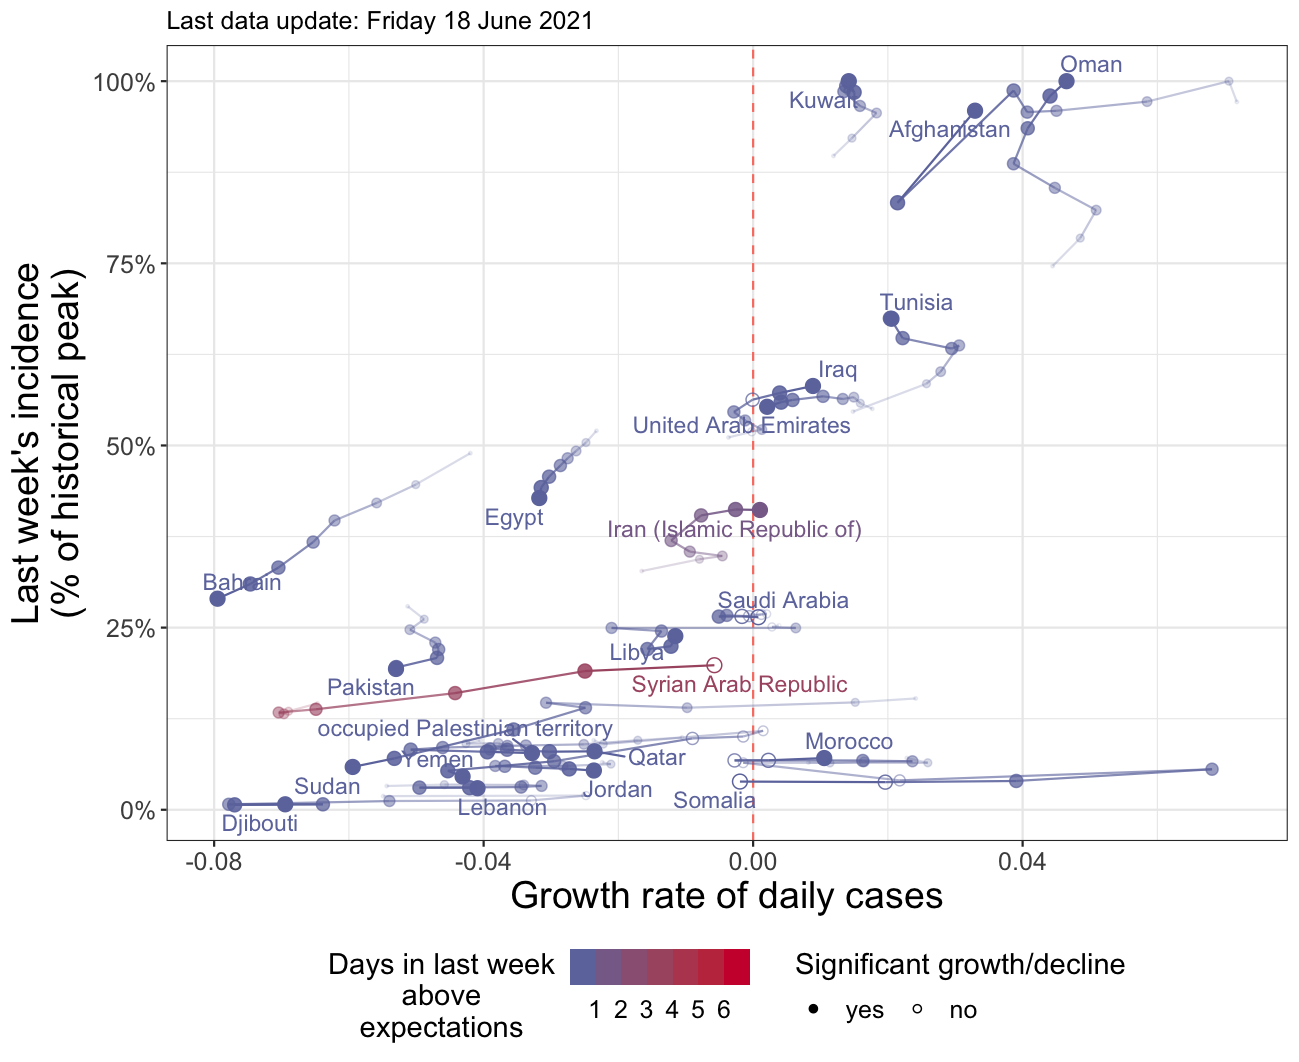 Last data update: Friday 18 June 2021
Last week's incidence
(% of historical peak)
100%
75%
50%
25%
0%
Oman
Kuwait
Afghanistan
Tunisia
Iraq
United Arab Emirates
Egypt
Iran (Islamic Republic of)
Bahrain
Saudi Arabia
Libya
Pakistan
Syrian Arab Republic
occupied Palestinian territory
Morocco
Yemen
Qatar
Sudan
Jordan
Somalia
Lebanon
Djibouti
-0.08
-0.04
0.00
0.04
Growth rate of daily cases
Days in last week
above
expectations
1 2 3 4 5 6
Significant growth/decline
yes no